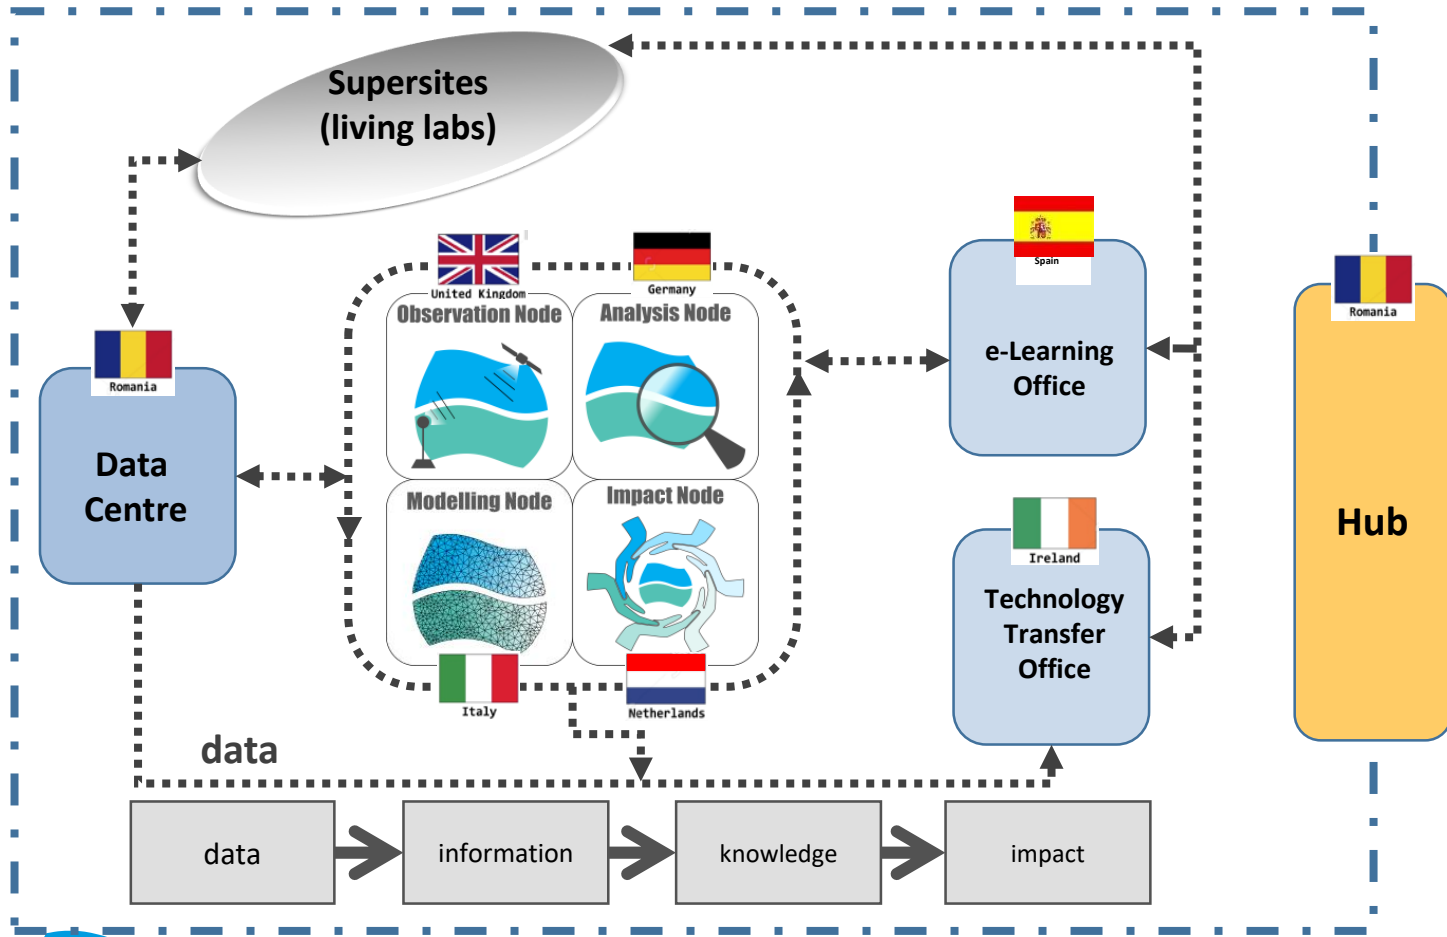 Supersites
(living labs)
United Kingdom
Germany
Observation Node
Analysis Node
Modelling Node
Impact Node
Italy
Netherlands
Romania
Data
Centre
Spain
e-Learning
Office
Ireland
Technology
Transfer
Office
Romania
Hub
data
data
information
knowledge
impact